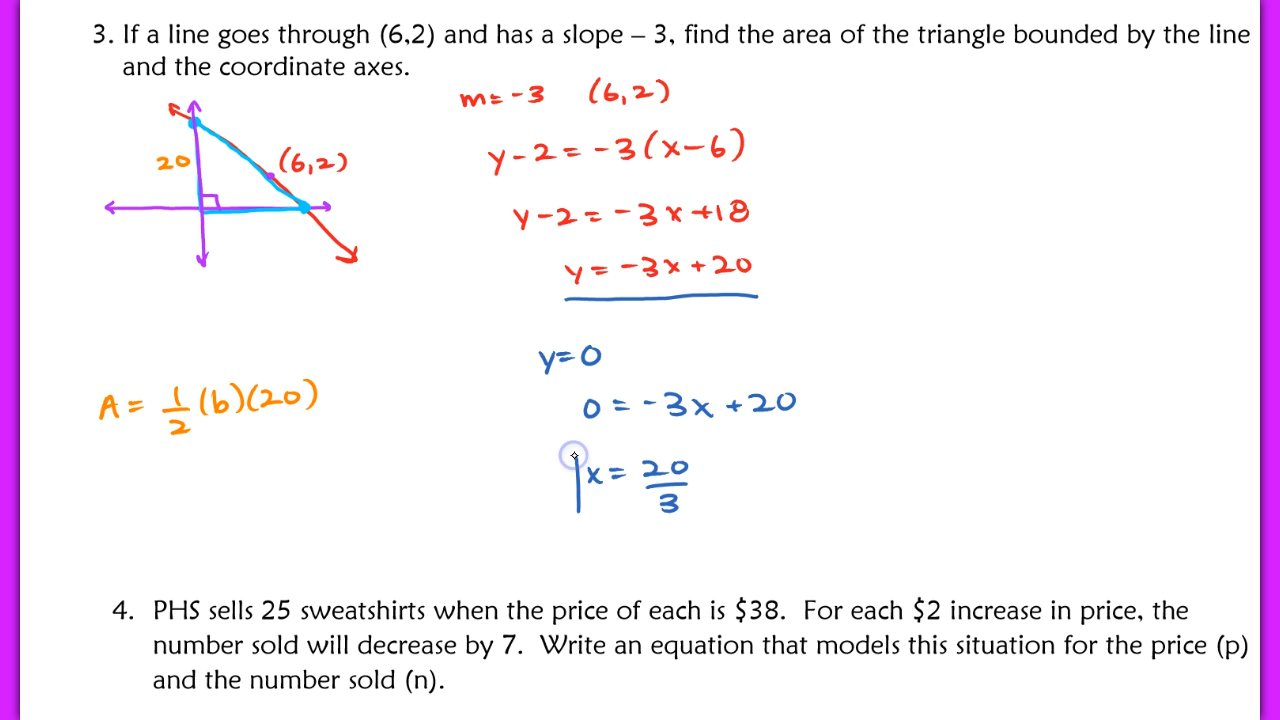 3. If a line goes through (6,2) and has a slope – 3, find the area of the triangle bounded by the line
and the coordinate axes.
m = -3 (6,2)
y-2 = -3(x-6)
20
(6,2)
y-2 = -3x+18
y = -3x+20
y=0
A = 1/2 (b)(20)
0 = -3x +20
x = 20/3
4. PHS sells 25 sweatshirts when the price of each is $38. For each $2 increase in price, the
number sold will decrease by 7. Write an equation that models this situation for the price (p)
and the number sold (n).